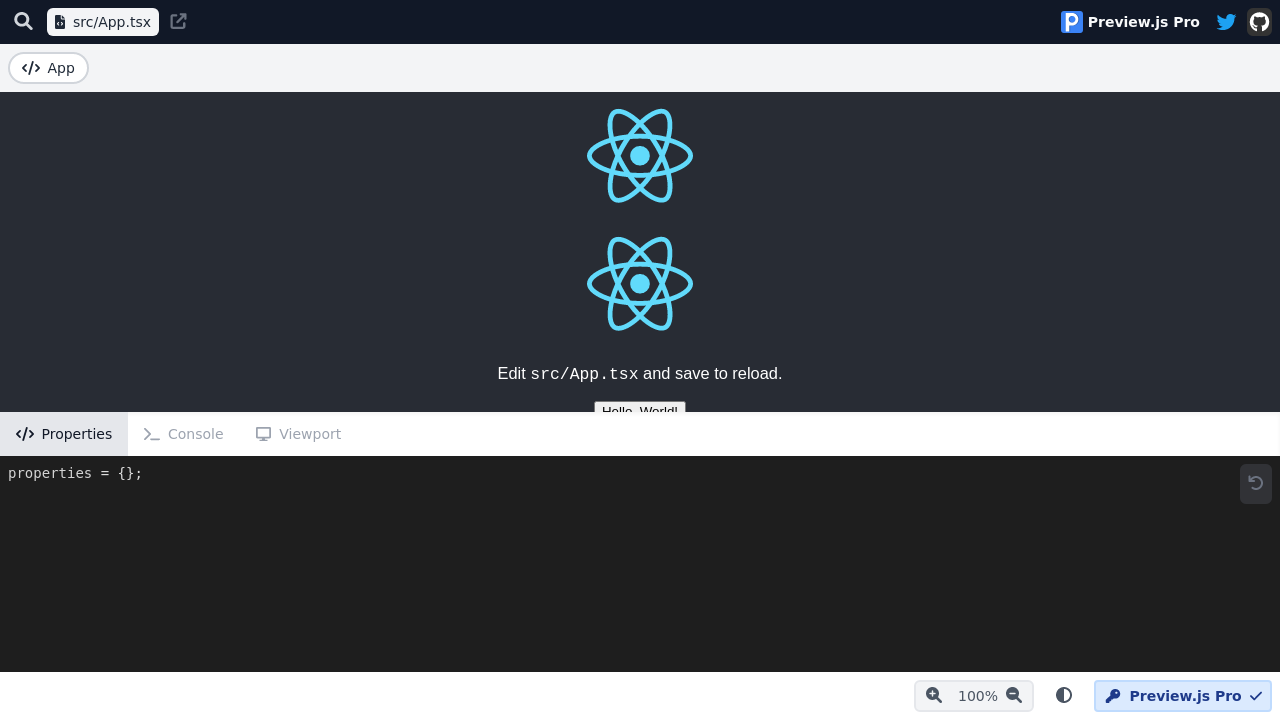 src/App.tsx
Preview.js Pro
App
Edit src/App.tsx and save to reload.
Hello, World!
Properties
Console
Viewport
properties = {};
100%
Preview.js Pro